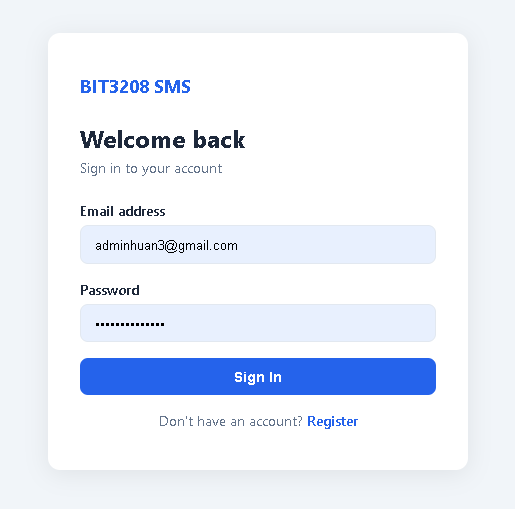 BIT3208 SMS
Welcome back
Sign in to your account
Email address
adminhuan3@gmail.com
Password
••••••••••••••
Sign In
Don't have an account? Register